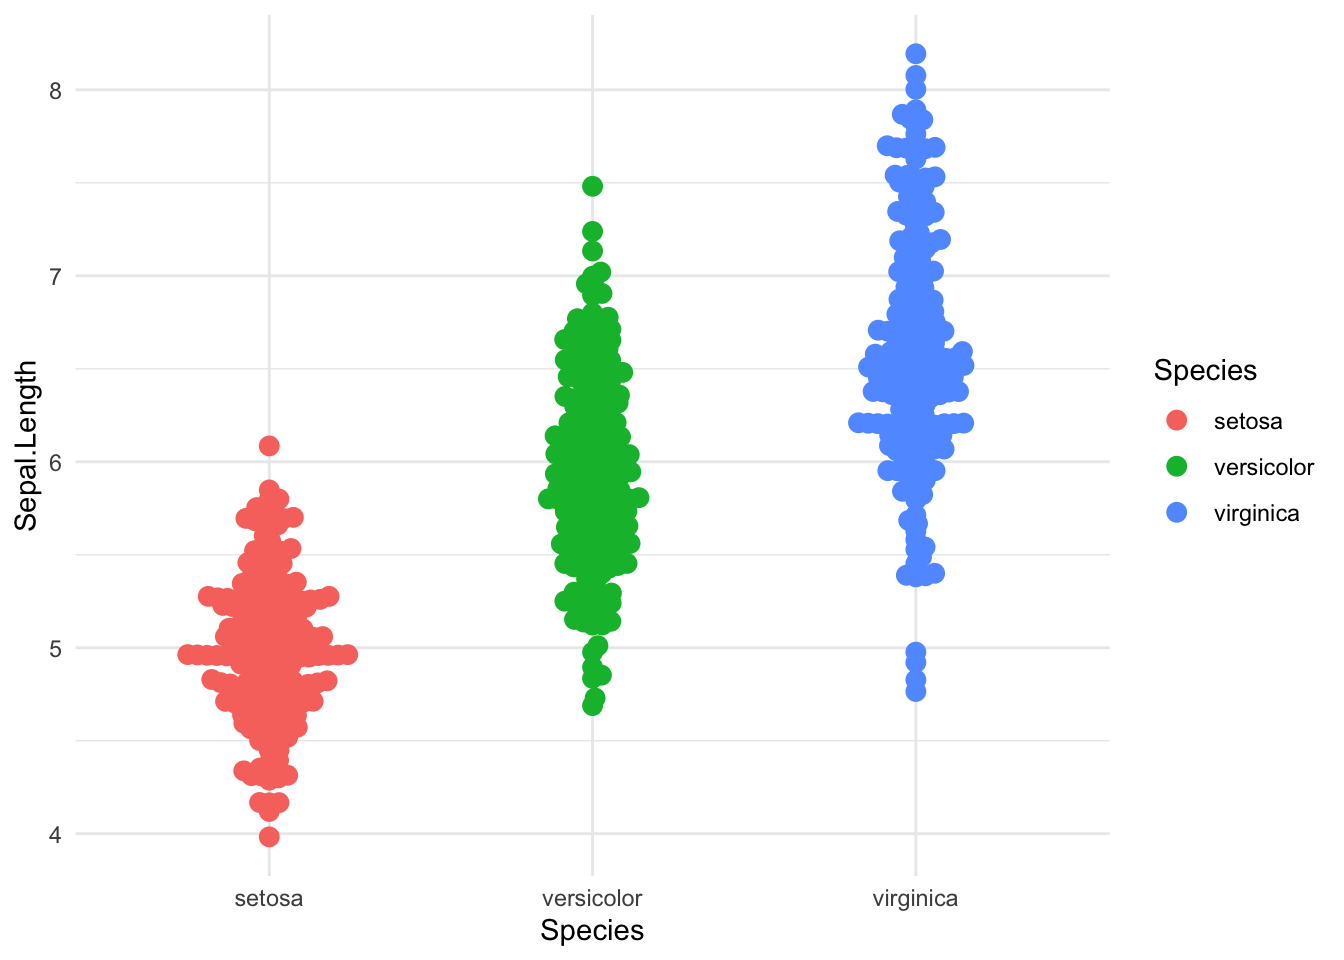 8
7
6
5
4
Sepal.Length
setosa
versicolor
virginica
Species
Species
setosa
versicolor
virginica